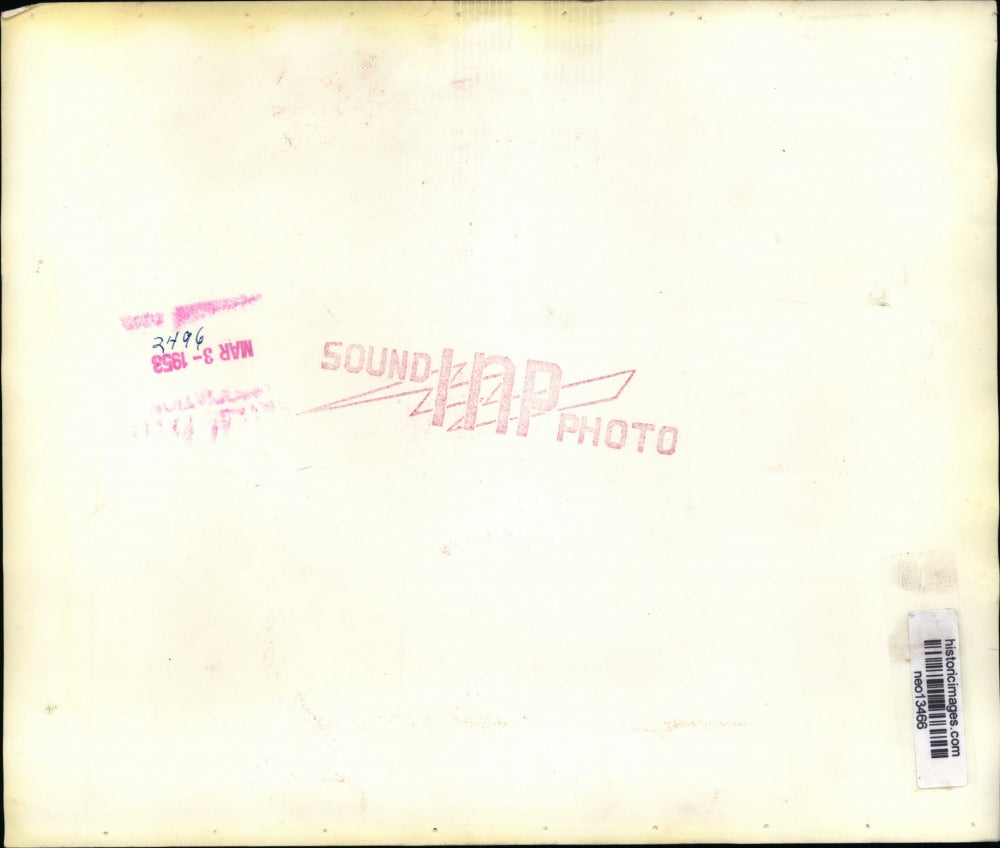 2496
MAR 3-1953
SOUND INP PHOTO
historicimages.com
neo13466